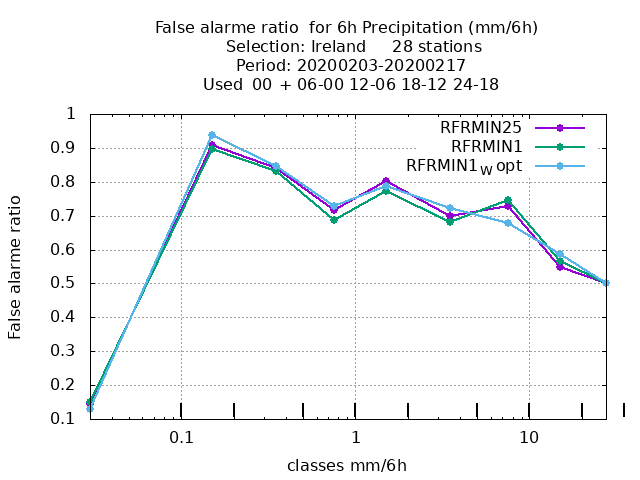 False alarme ratio  for 6h Precipitation (mm/6h)
Selection: Ireland     28 stations
Period: 20200203-20200217
Used  00  + 06-00 12-06 18-12 24-18
RFRMIN25
RFRMIN1
RFRMIN1w opt
1
0.9
0.8
0.7
0.6
0.5
0.4
0.3
0.2
0.1
False alarme ratio
0.1 1 10
classes mm/6h